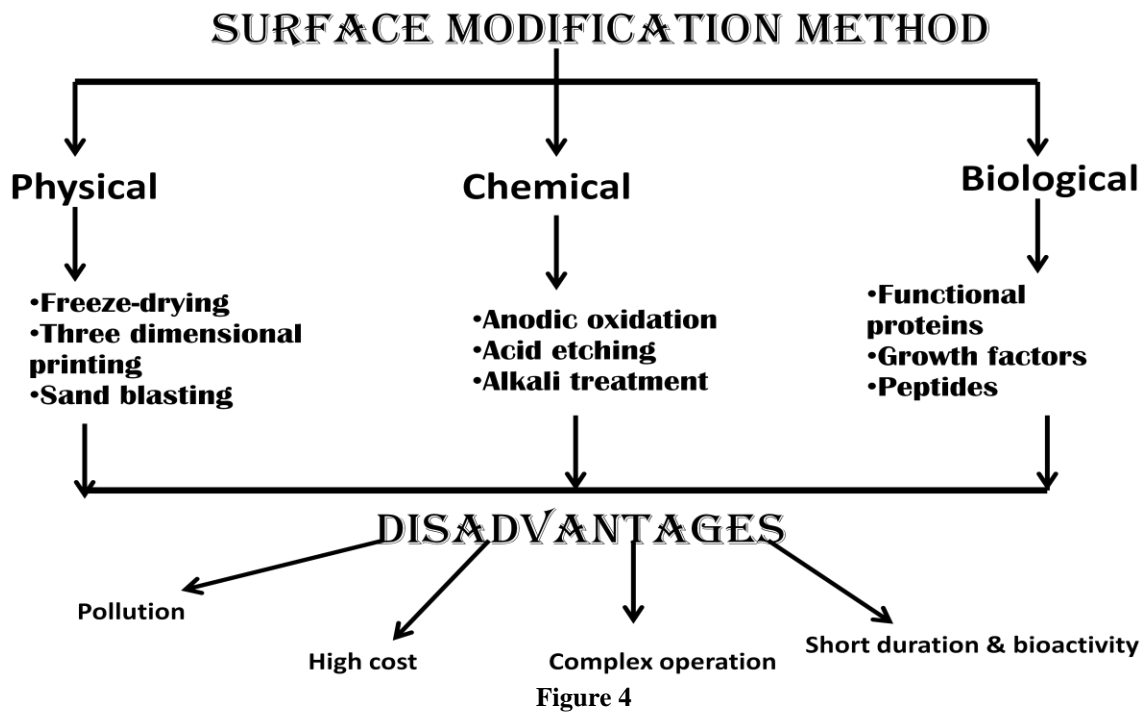 SURFACE MODIFICATION METHOD
Physical
Chemical
Biological
•Freeze-drying
•Three dimensional
printing
•Sand blasting
•Anodic oxidation
•Acid etching
•Alkali treatment
•Functional
proteins
•Growth factors
•Peptides
DISADVANTAGES
Pollution
High cost
Complex operation
Short duration & bioactivity
Figure 4